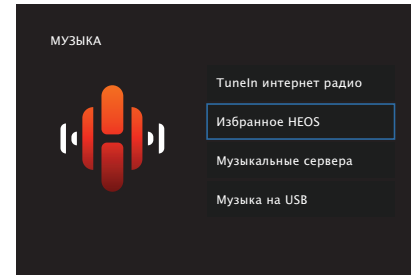 МУЗЫКА
TuneIn интернет радио
Избранное HEOS
Музыкальные сервера
Музыка на USB